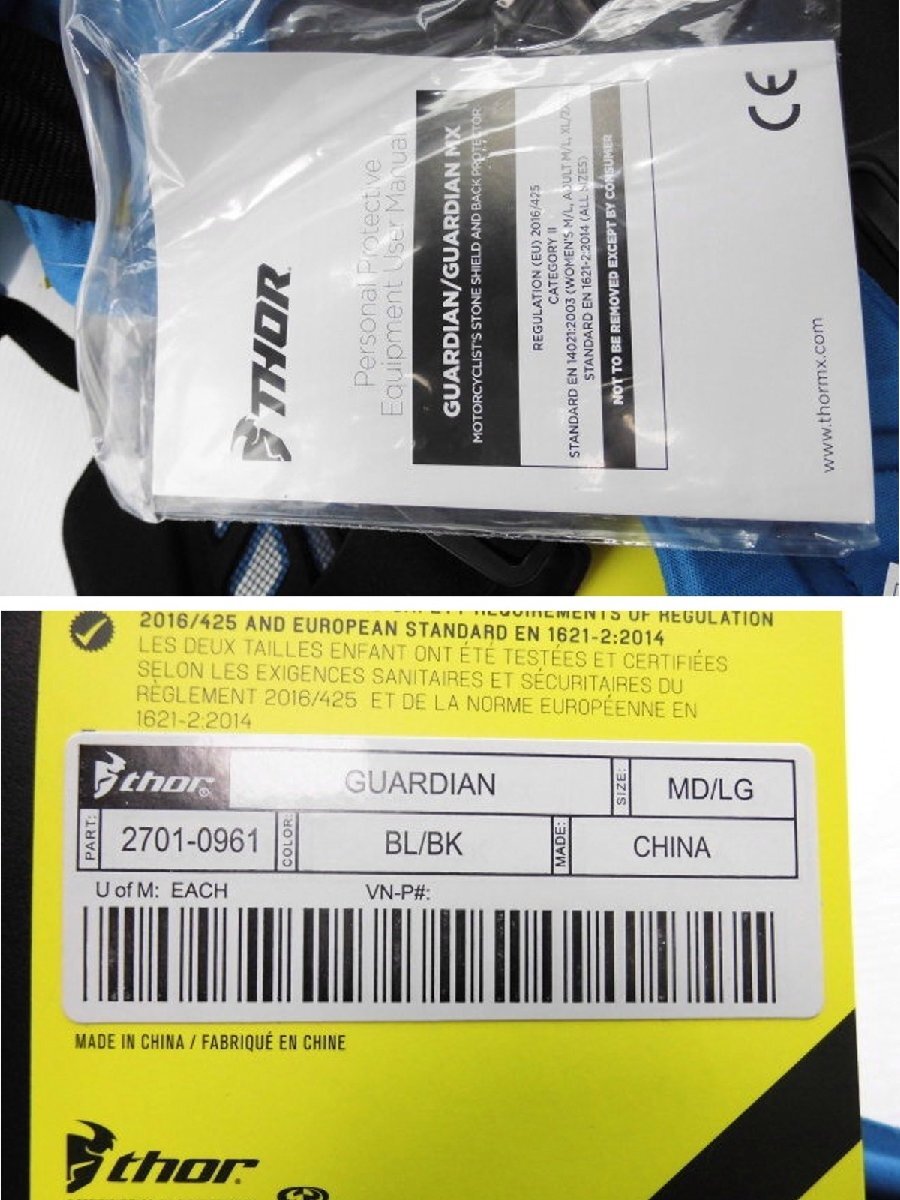 THOR
Personal Protective
Equipment User Manual
GUARDIAN/GUARDIAN MX
MOTORCYCLIST'S STONE SHIELD AND BACK PROTECTOR
REGULATION (EU) 2016/425
CATEGORY II
STANDARD EN 14021:2003 (WOMEN'S M/L, ADULT M/L, XL/2XL)
STANDARD EN 1621-2:2014 (ALL SIZES)
NOT TO BE REMOVED EXCEPT BY CONSUMER
www.thormx.com
CE
SAFETY REQUIREMENTS OF REGULATION
2016/425 AND EUROPEAN STANDARD EN 1621-2:2014
LES DEUX TAILLES ENFANT ONT ÉTÉ TESTÉES ET CERTIFIÉES
SELON LES EXIGENCES SANITAIRES ET SÉCURITAIRES DU
RÈGLEMENT 2016/425 ET DE LA NORME EUROPÉENNE EN
1621-2:2014
thor GUARDIAN SIZE: MD/LG
PART: 2701-0961 COLOR: BL/BK MADE: CHINA
U of M: EACH VN-P#:
MADE IN CHINA / FABRIQUÉ EN CHINE
thor